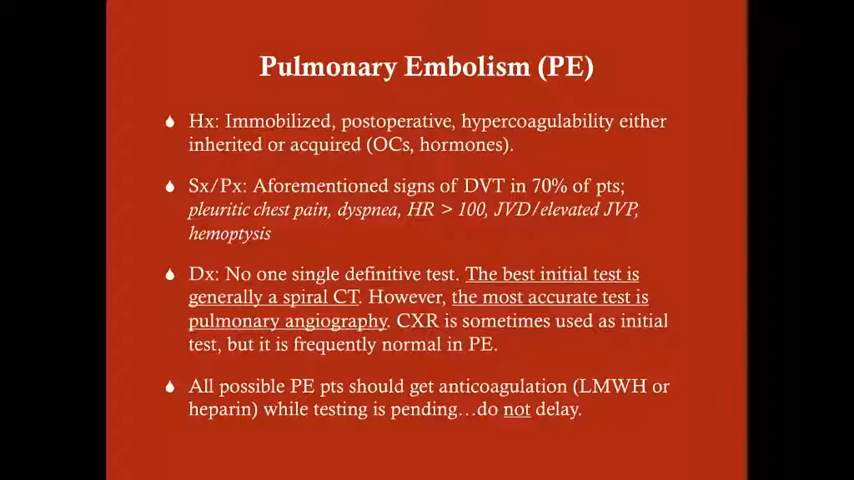 Pulmonary Embolism (PE)
Hx: Immobilized, postoperative, hypercoagulability either
inherited or acquired (OCs, hormones).
Sx/Px: Aforementioned signs of DVT in 70% of pts;
pleuritic chest pain, dyspnea, HR > 100, JVD/elevated JVP,
hemoptysis
Dx: No one single definitive test. The best initial test is
generally a spiral CT. However, the most accurate test is
pulmonary angiography. CXR is sometimes used as initial
test, but it is frequently normal in PE.
All possible PE pts should get anticoagulation (LMWH or
heparin) while testing is pending…do not delay.